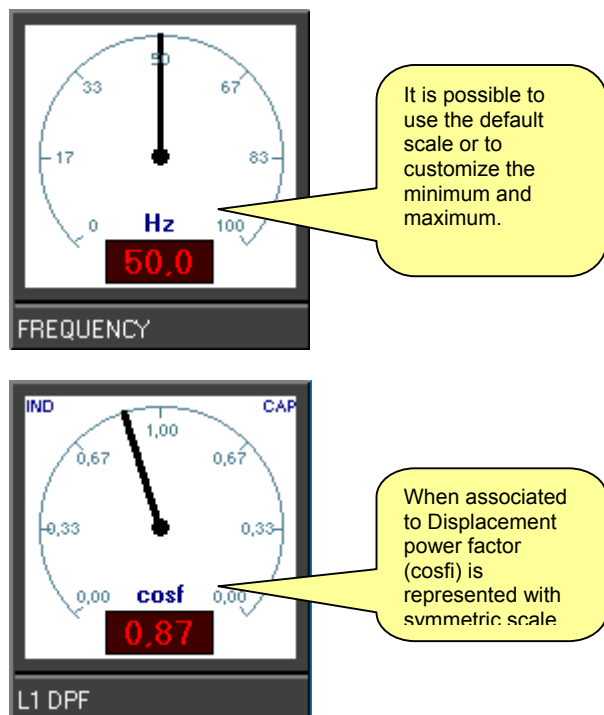 50
33
67
17
83
0
Hz
100
50,0
FREQUENCY
It is possible to
use the default
scale or to
customize the
minimum and
maximum.
IND
CAP
1,00
0,67
0,67
0,33
0,33
0,00
cosf
0,00
0,87
L1 DPF
When associated
to Displacement
power factor
(cosfi) is
represented with
symmetric scale